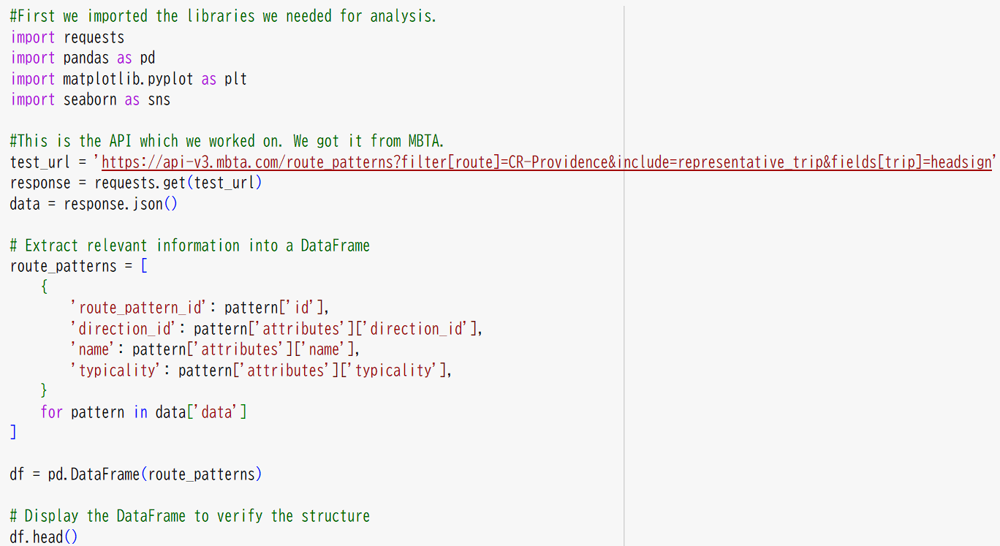 #First we imported the libraries we needed for analysis.
import requests
import pandas as pd
import matplotlib.pyplot as plt
import seaborn as sns
#This is the API which we worked on. We got it from MBTA.
test_url = 'https://api-v3.mbta.com/route_patterns?filter[route]=CR-Providence&include=representative_trip&fields[trip]=headsign'
response = requests.get(test_url)
data = response.json()
# Extract relevant information into a DataFrame
route_patterns = [
    {
        'route_pattern_id': pattern['id'],
        'direction_id': pattern['attributes']['direction_id'],
        'name': pattern['attributes']['name'],
        'typicality': pattern['attributes']['typicality'],
    }
    for pattern in data['data']
]
df = pd.DataFrame(route_patterns)
# Display the DataFrame to verify the structure
df.head()